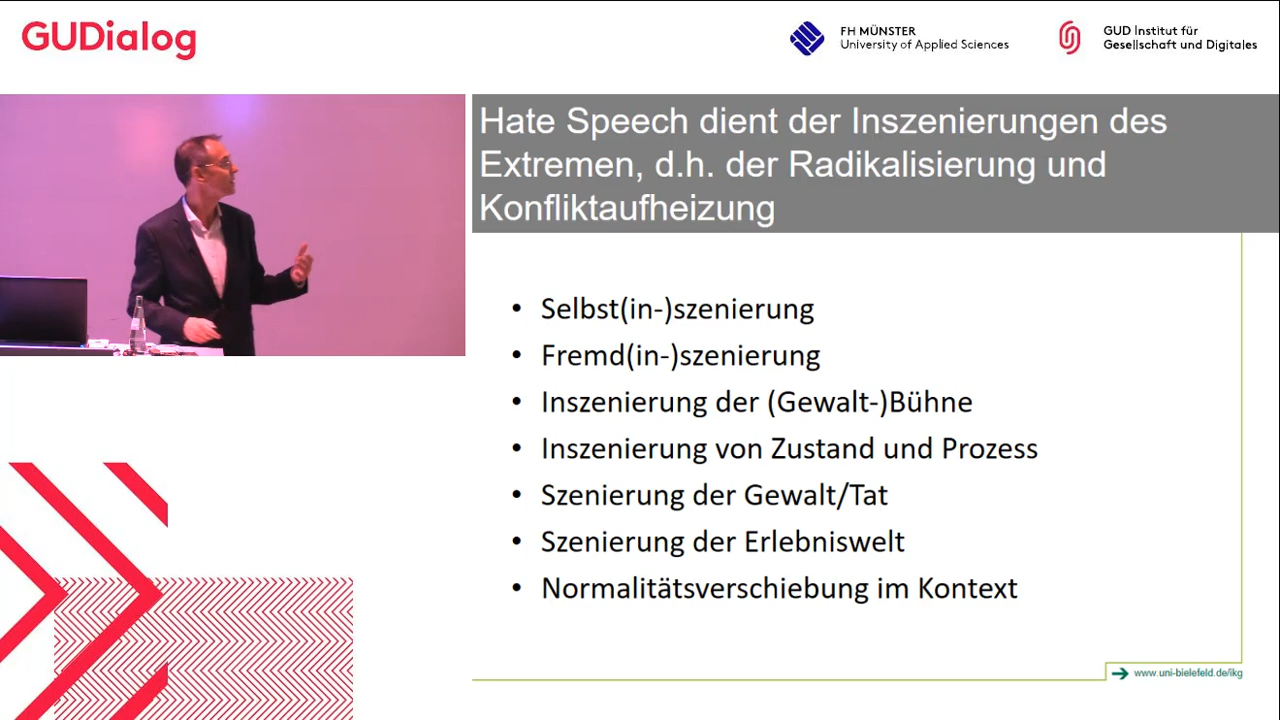 GUDialog
FH MÜNSTER
University of Applied Sciences
GUD Institut für
Gesellschaft und Digitales
Hate Speech dient der Inszenierungen des
Extremen, d.h. der Radikalisierung und
Konfliktaufheizung
• Selbst(in-)szenierung
• Fremd(in-)szenierung
• Inszenierung der (Gewalt-)Bühne
• Inszenierung von Zustand und Prozess
• Szenierung der Gewalt/Tat
• Szenierung der Erlebniswelt
• Normalitätsverschiebung im Kontext
www.uni-bielefeld.de/ikg